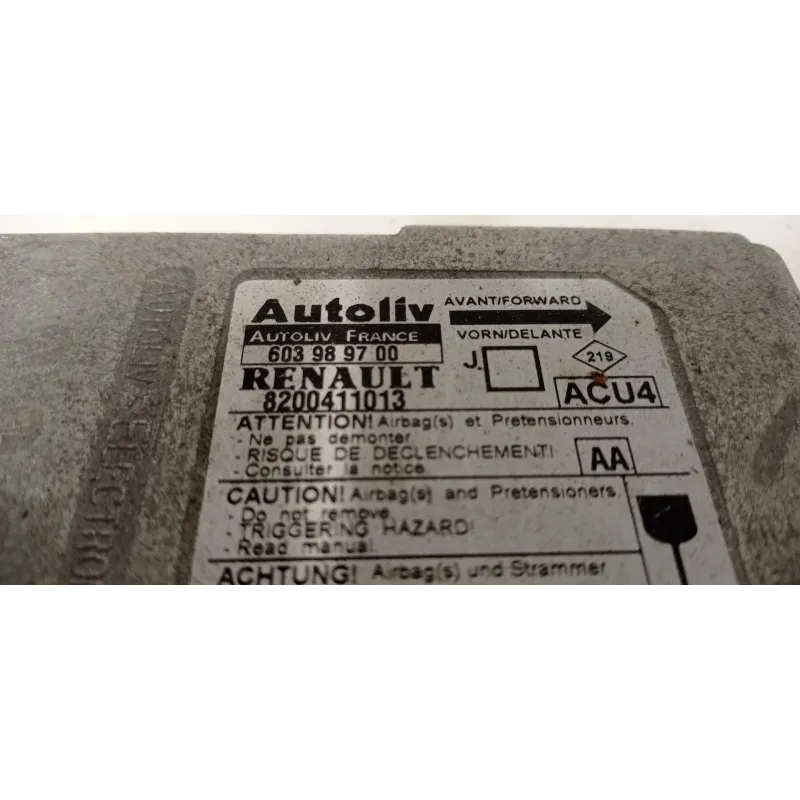 Autoliv
AVANT/FORWARD
AUTOLIV FRANCE
VORN/DELANTE
603 98 97 00
J.
219
RENAULT
8200411013
ACU4
ATTENTION! Airbag(s) et Pretensionneurs.
- Ne pas demonter
- RISQUE DE DECLENCHEMENT!
- Consulter la notice
AA
CAUTION! Airbag(s) and Pretensioners.
- Do not remove
- TRIGGERING HAZARD!
- Read manual
ACHTUNG! Airbag(s) und Strammer